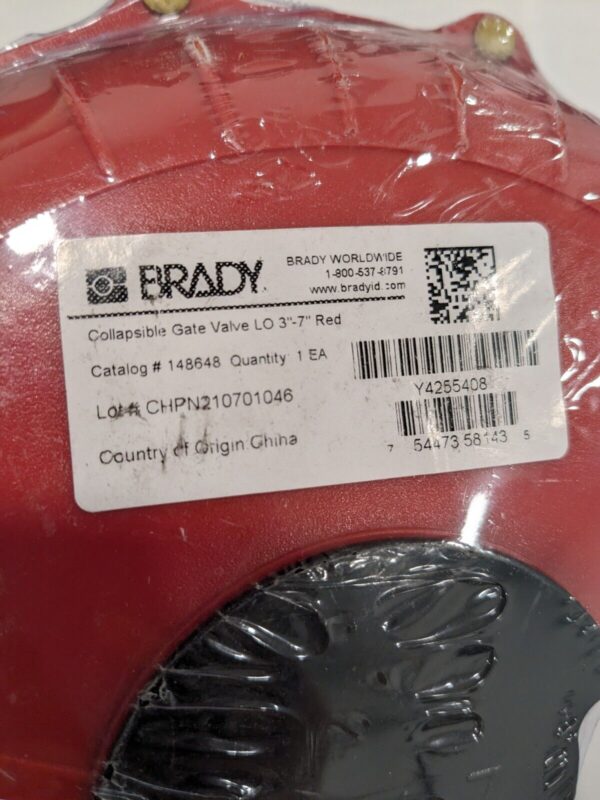 BRADY
BRADY WORLDWIDE
1-800-537-8791
www.bradyid.com
Collapsible Gate Valve LO 3"-7" Red
Catalog # 148648 Quantity: 1 EA
Y4255408
Lot # CHPN210701046
7 54473 58143 5
Country of Origin China